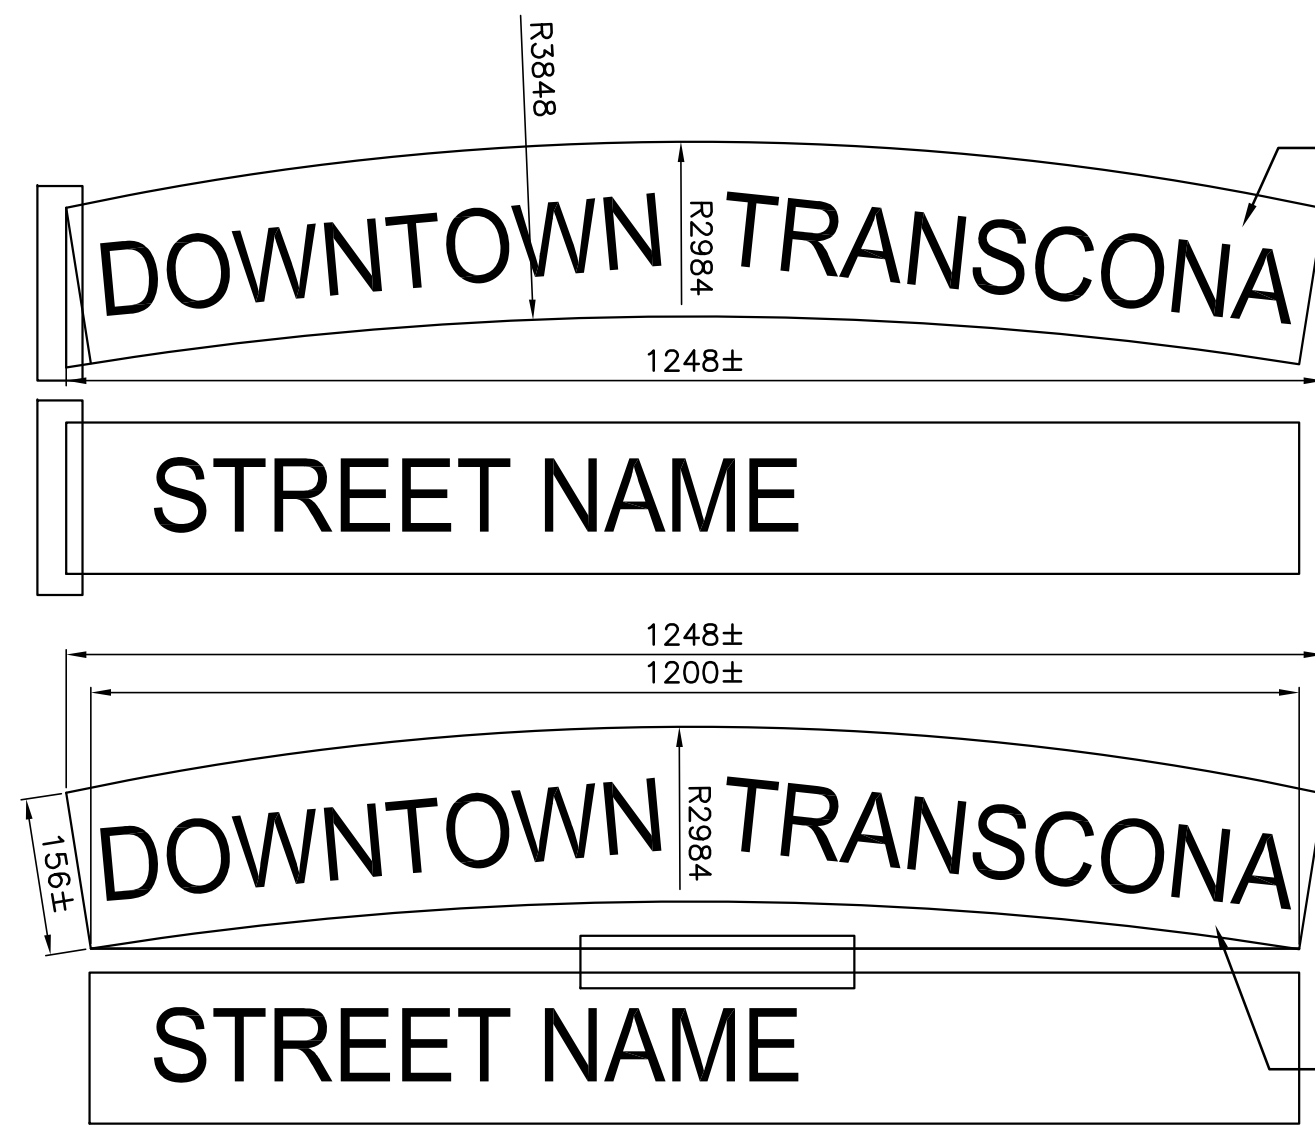 R3848
DOWNTOWN TRANSCONA
R2984
1248±
STREET NAME
1248±
1200±
DOWNTOWN TRANSCONA
R2984
156±
STREET NAME